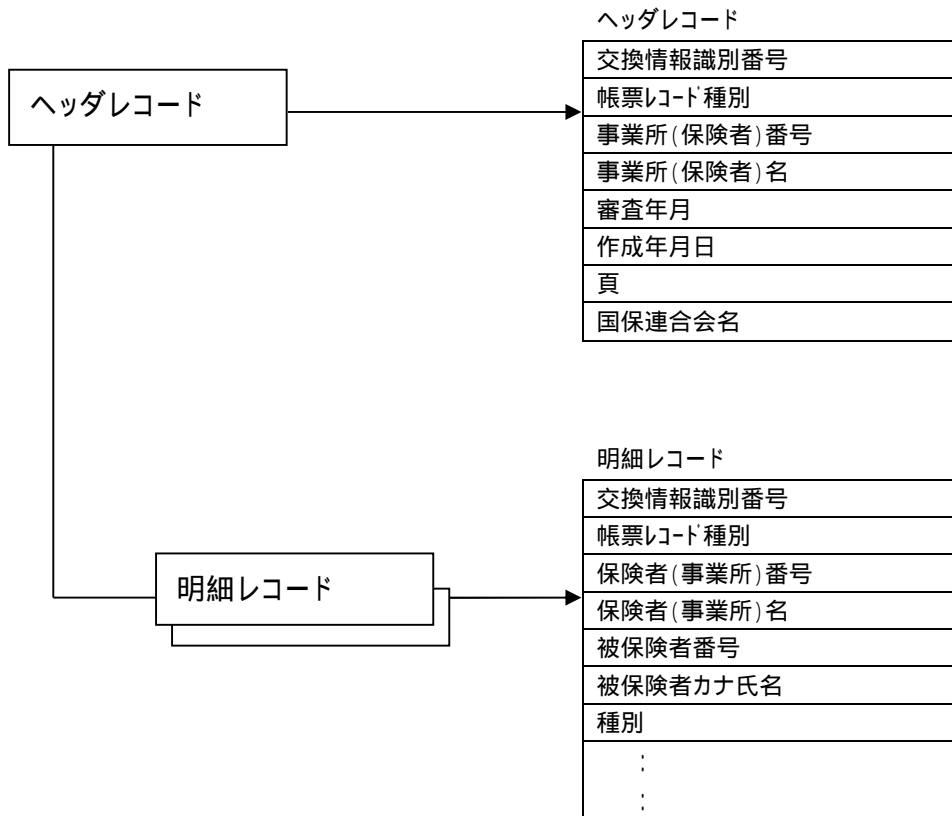 ヘッダレコード
ヘッダレコード
交換情報識別番号
帳票ﾚｺｰﾄﾞ種別
事業所(保険者)番号
事業所(保険者)名
審査年月
作成年月日
頁
国保連合会名
明細レコード
明細レコード
交換情報識別番号
帳票ﾚｺｰﾄﾞ種別
保険者(事業所)番号
保険者(事業所)名
被保険者番号
被保険者カナ氏名
種別
:
: